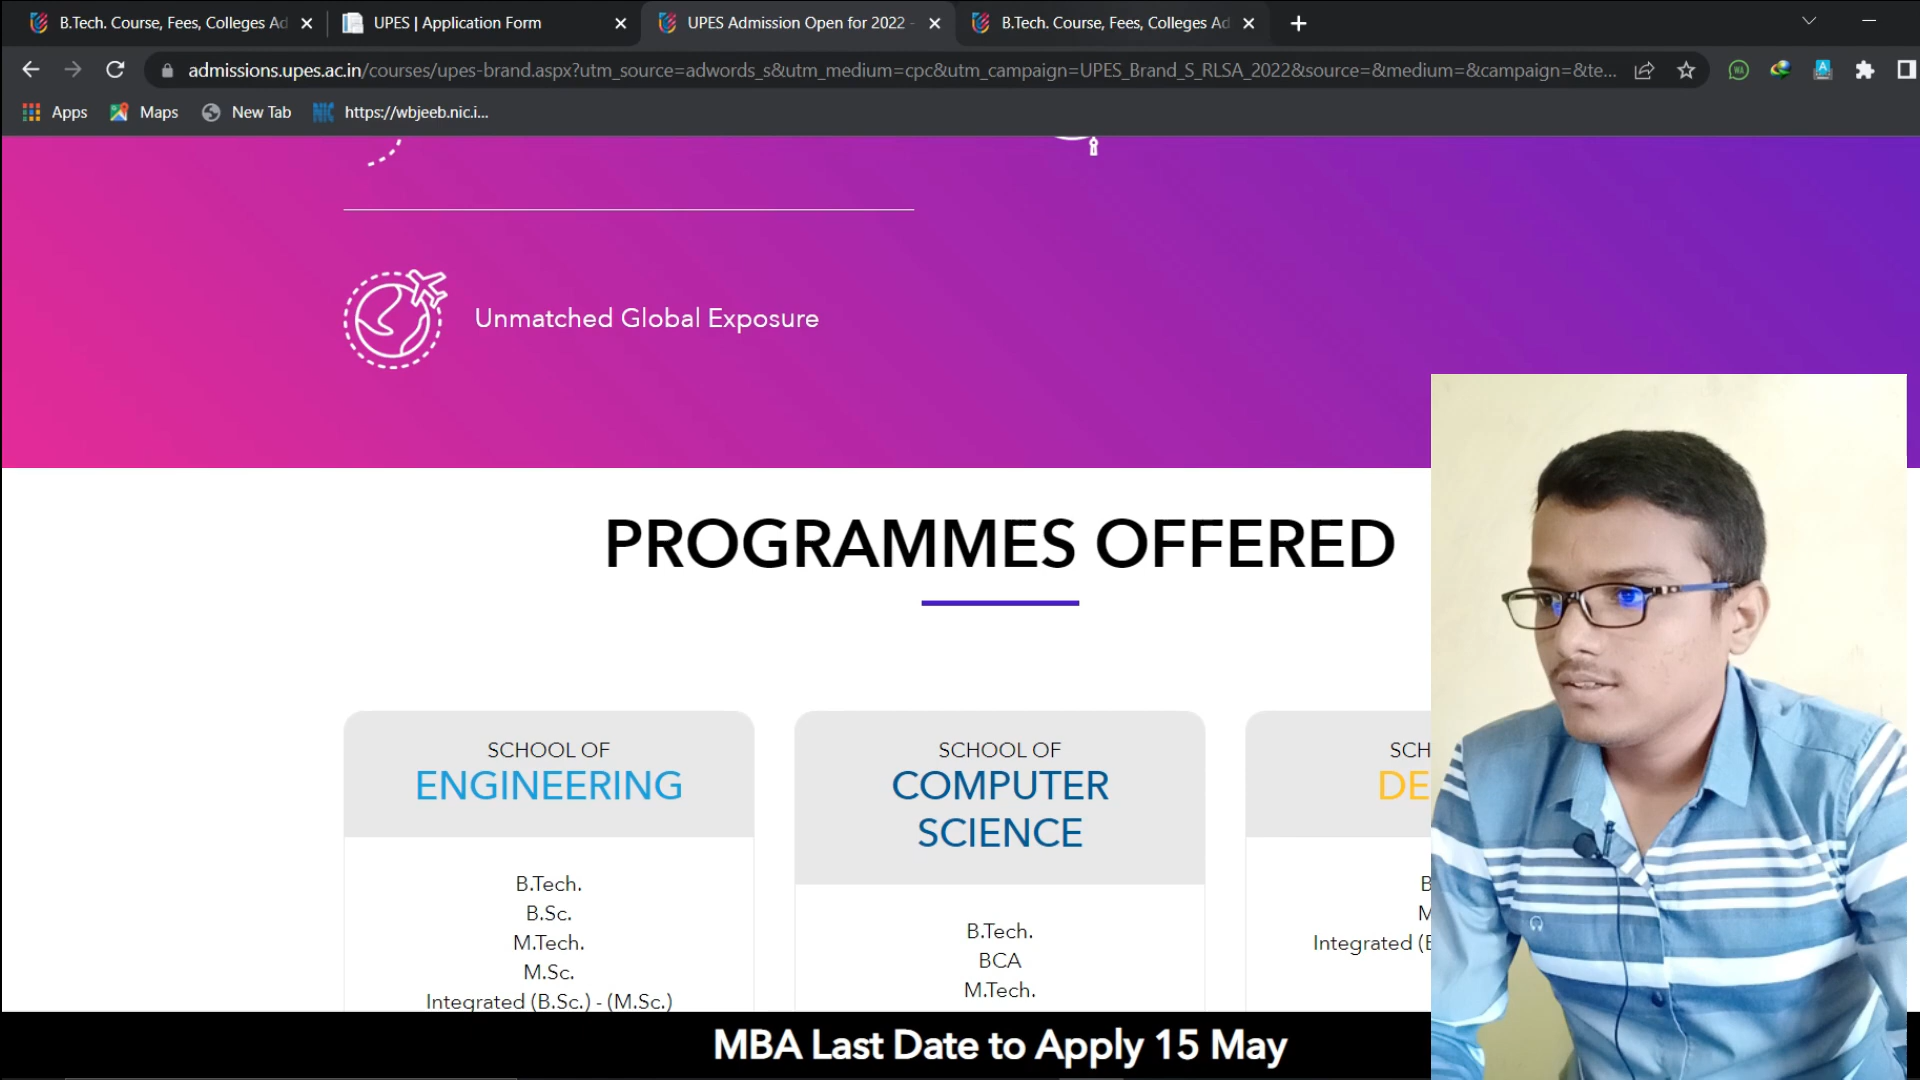 B.Tech. Course, Fees, Colleges Ad
UPES | Application Form
UPES Admission Open for 2022 -
B.Tech. Course, Fees, Colleges Ad
admissions.upes.ac.in/courses/upes-brand.aspx?utm_source=adwords_s&utm_medium=cpc&utm_campaign=UPES_Brand_S_RLSA_2022&source=&medium=&campaign=&te...
Apps
Maps
New Tab
NIC
https://wbjeeb.nic.i...
Unmatched Global Exposure
PROGRAMMES OFFERED
SCHOOL OF
ENGINEERING
B.Tech.
B.Sc.
M.Tech.
M.Sc.
Integrated (B.Sc.) - (M.Sc.)
SCHOOL OF
COMPUTER
SCIENCE
B.Tech.
BCA
M.Tech.
SCH
DE
B
M
Integrated (B
MBA Last Date to Apply 15 May